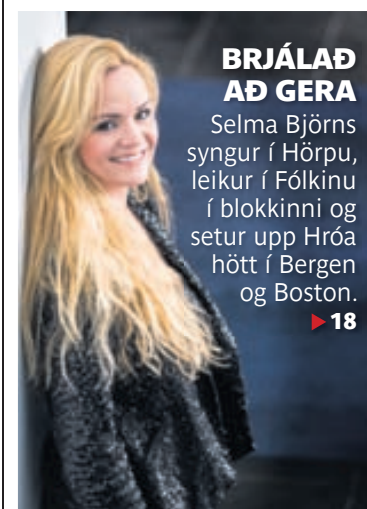 BRJÁLAÐ
AÐ GERA
Selma Björns
syngur í Hörpu,
leikur í Fólkinu
í blokkinni og
setur upp Hróa
hött í Bergen
og Boston.
▶18